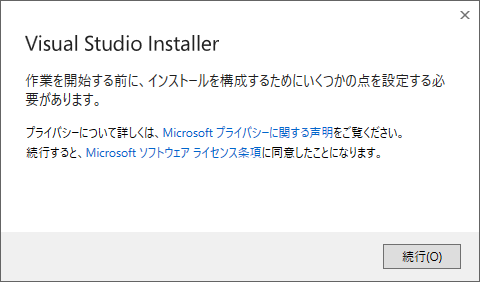 Visual Studio Installer
作業を開始する前に、インストールを構成するためにいくつかの点を設定する必
要があります。
プライバシーについて詳しくは、Microsoft プライバシーに関する声明をご覧ください。
続行すると、Microsoft ソフトウェア ライセンス条項に同意したことになります。
続行(O)